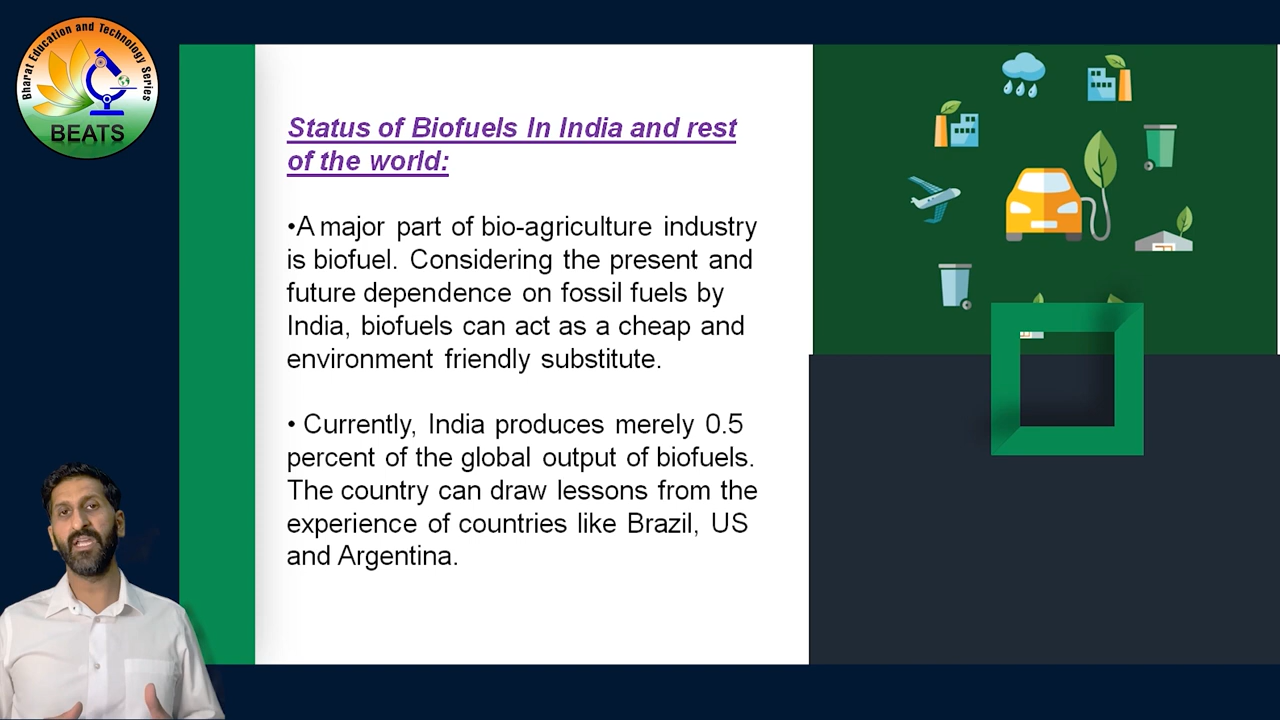 Bharat Education and Technology Series
BEATS
Status of Biofuels In India and rest
of the world:
•A major part of bio-agriculture industry
is biofuel. Considering the present and
future dependence on fossil fuels by
India, biofuels can act as a cheap and
environment friendly substitute.
• Currently, India produces merely 0.5
percent of the global output of biofuels.
The country can draw lessons from the
experience of countries like Brazil, US
and Argentina.